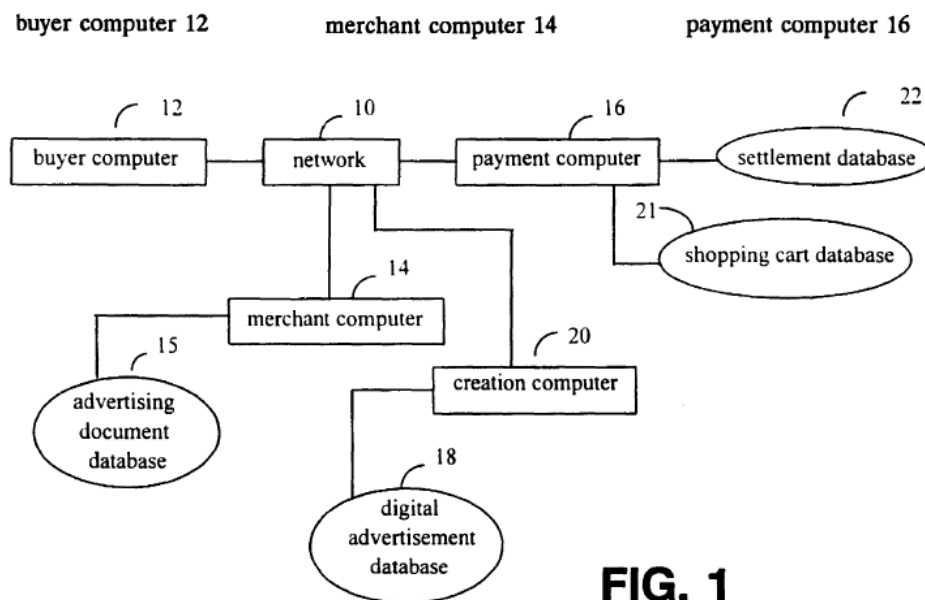 buyer computer 12 merchant computer 14 payment computer 16
12 10 16 22
buyer computer network payment computer settlement database
21
shopping cart database
14
merchant computer
15
20
advertising
document
database
creation computer
18
digital
advertisement
database
FIG. 1